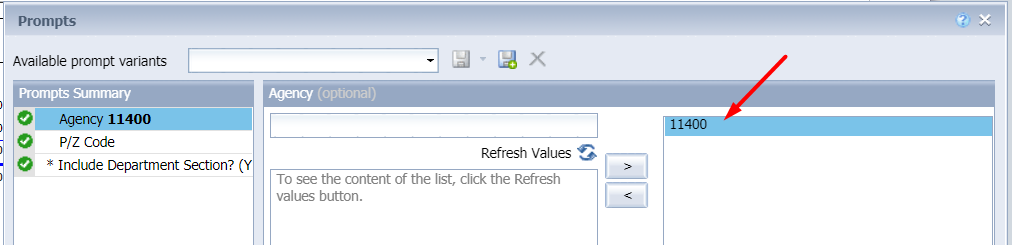 Prompts
Available prompt variants
Prompts Summary
Agency 11400
P/Z Code
* Include Department Section? (Y
Agency (optional)
Refresh Values
To see the content of the list, click the Refresh
values button.
>
<
11400